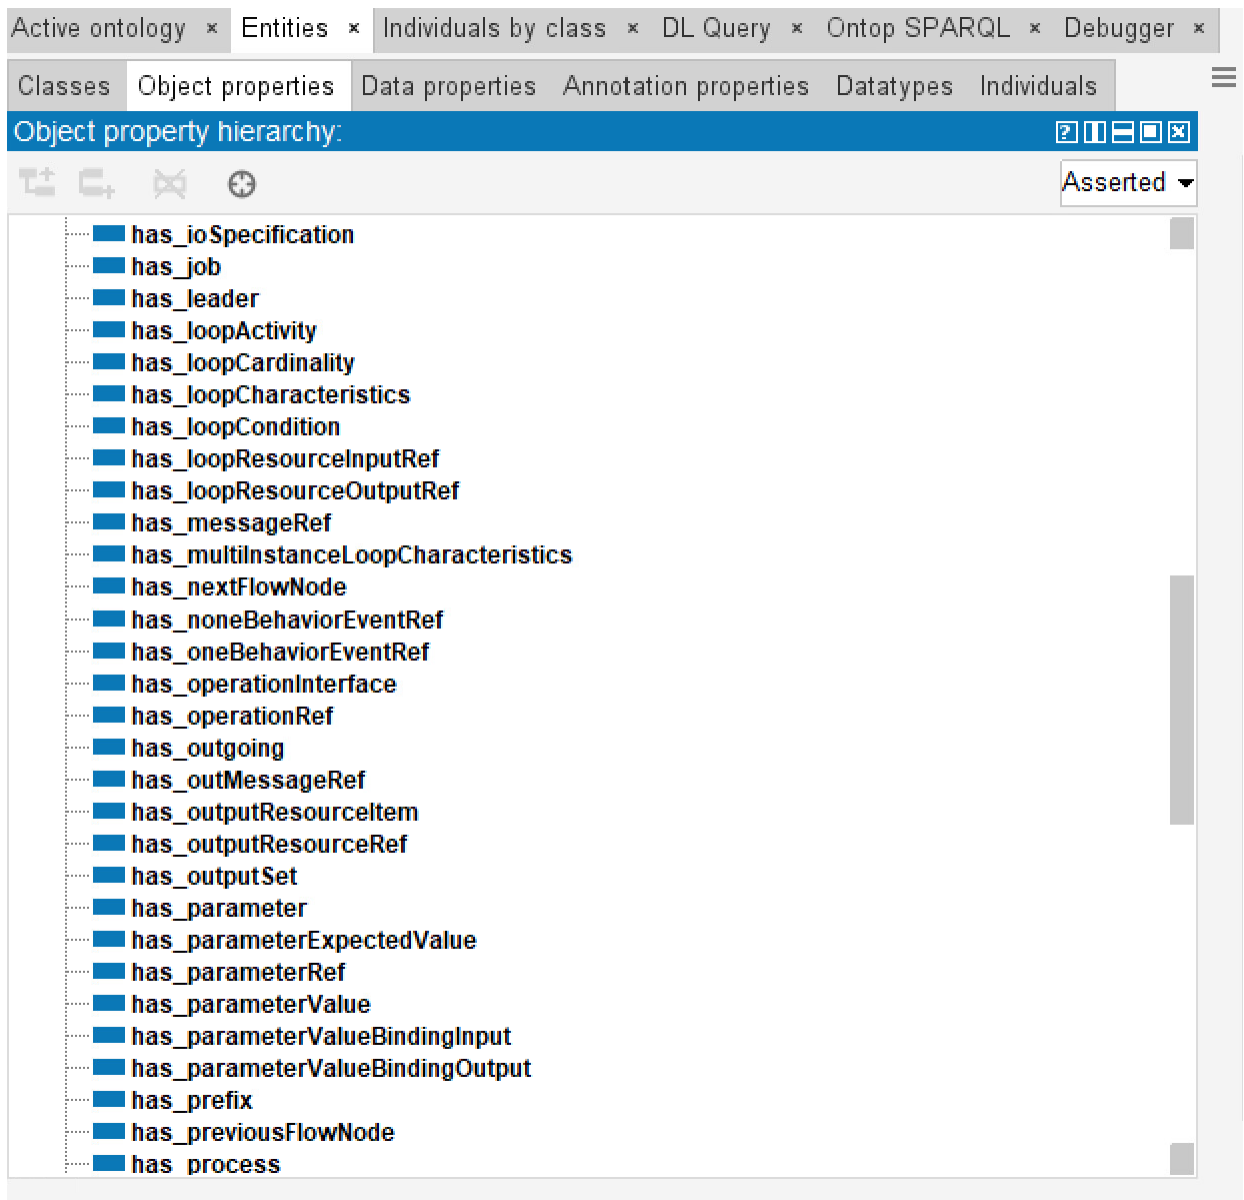 Active ontology × Entities × Individuals by class × DL Query × Ontop SPARQL × Debugger ×
Classes Object properties Data properties Annotation properties Datatypes Individuals
Object property hierarchy:
Asserted
has_ioSpecification
has_job
has_leader
has_loopActivity
has_loopCardinality
has_loopCharacteristics
has_loopCondition
has_loopResourceInputRef
has_loopResourceOutputRef
has_messageRef
has_multiInstanceLoopCharacteristics
has_nextFlowNode
has_noneBehaviorEventRef
has_oneBehaviorEventRef
has_operationInterface
has_operationRef
has_outgoing
has_outMessageRef
has_outputResourceItem
has_outputResourceRef
has_outputSet
has_parameter
has_parameterExpectedValue
has_parameterRef
has_parameterValue
has_parameterValueBindingInput
has_parameterValueBindingOutput
has_prefix
has_previousFlowNode
has_process